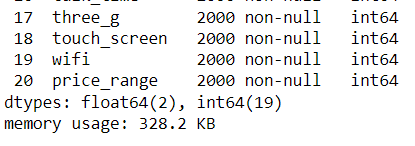 17 three_g 2000 non-null int64
18 touch_screen 2000 non-null int64
19 wifi 2000 non-null int64
20 price_range 2000 non-null int64
dtypes: float64(2), int64(19)
memory usage: 328.2 KB